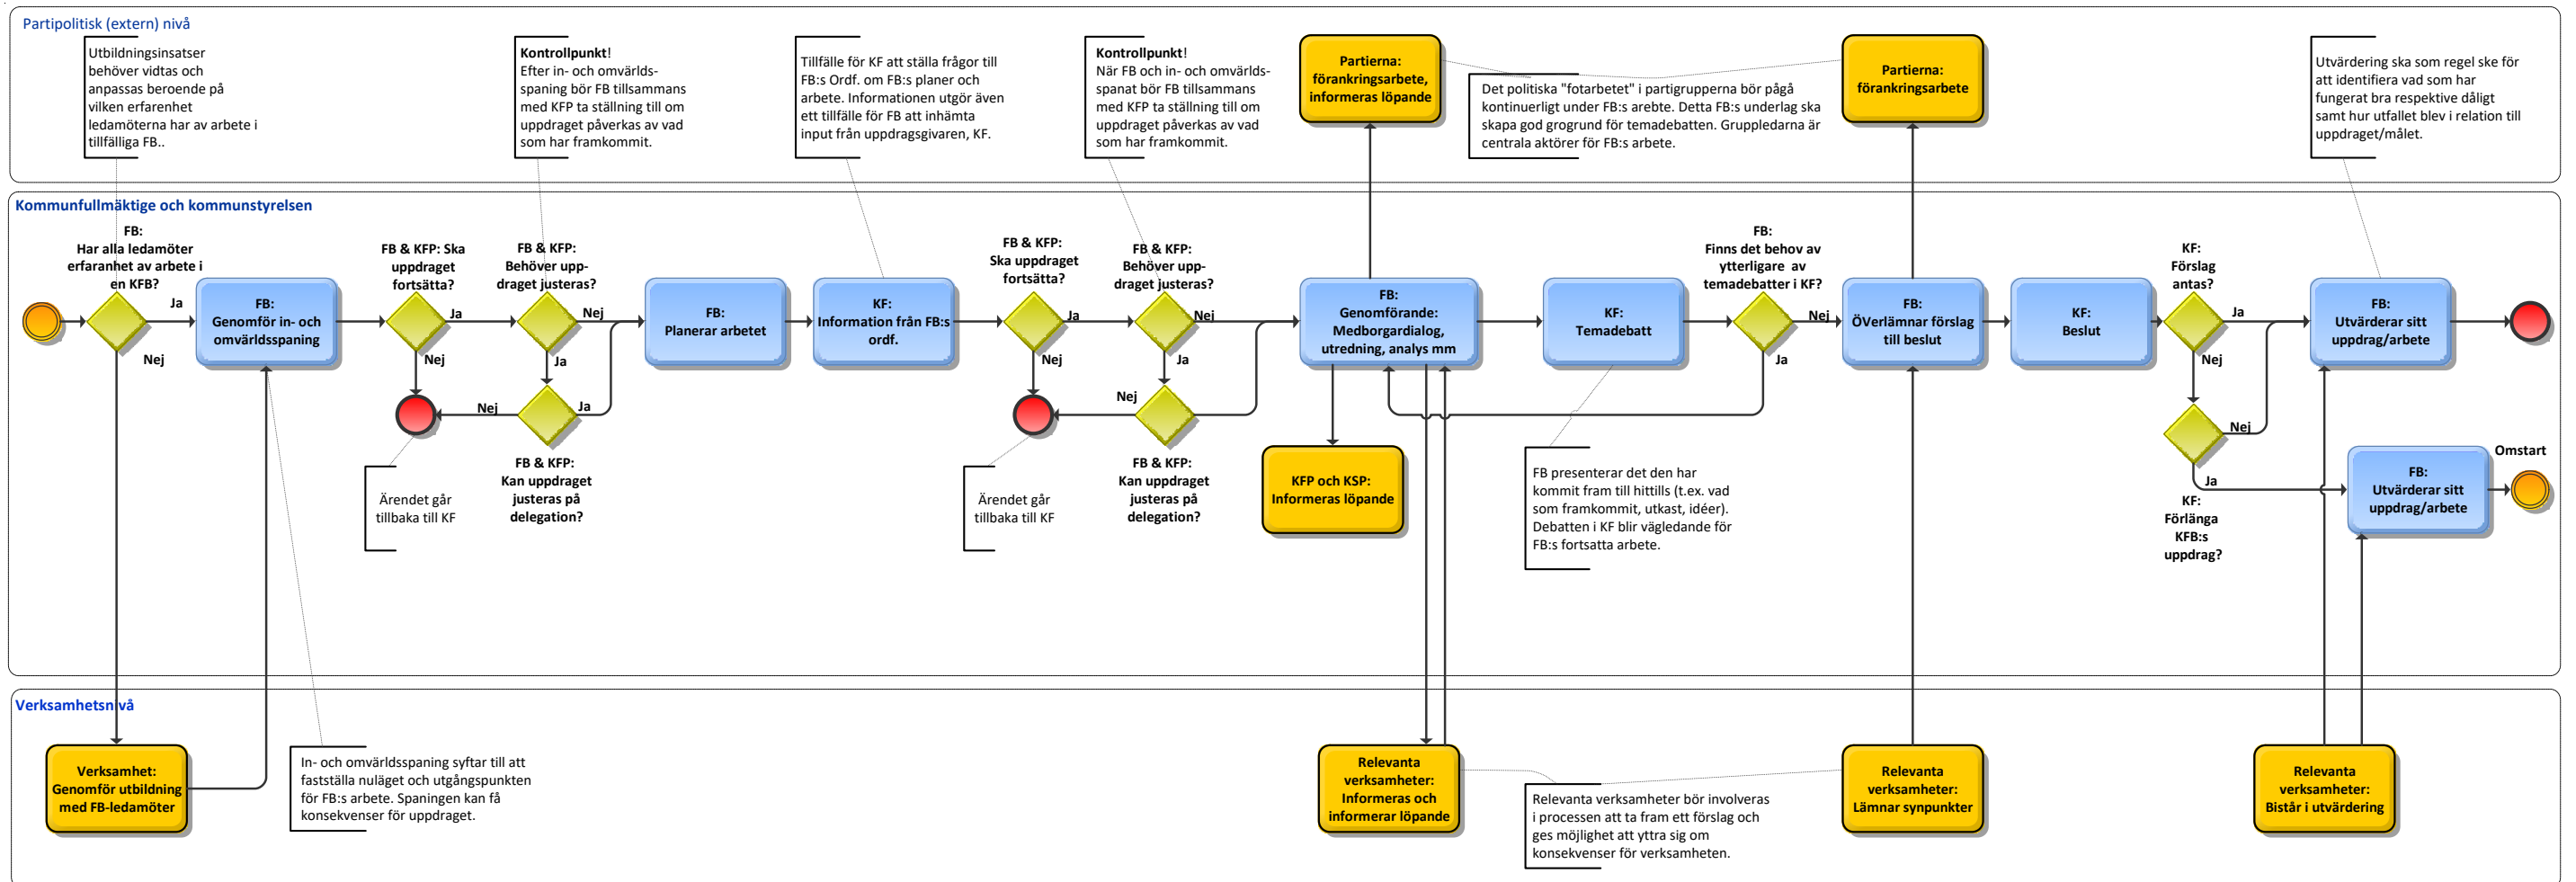 Partipolitisk (extern) nivå
Utbildningsinsatser
behöver vidtas och
anpassas beroende på
vilken erfarenhet
ledamöterna har av arbete i
tillfälliga FB..
Kontrollpunkt!
Efter in- och omvärlds-
spaning bör FB tillsammans
med KFP ta ställning till om
uppdraget påverkas av vad
som har framkommit.
Tillfälle för KF att ställa frågor till
FB:s Ordf. om FB:s planer och
arbete. Informationen utgör även
ett tillfälle för FB att inhämta
input från uppdragsgivaren, KF.
Kontrollpunkt!
När FB och in- och omvärlds-
spanat bör FB tillsammans
med KFP ta ställning till om
uppdraget påverkas av vad
som har framkommit.
Partierna:
förankringsarbete,
informeras löpande
Det politiska "fotarbetet" i partigrupperna bör pågå
kontinuerligt under FB:s arebte. Detta FB:s underlag ska
skapa god grogrund för temadebatten. Gruppledarna är
centrala aktörer för FB:s arbete.
Partierna:
förankringsarbete
Utvärdering ska som regel ske för
att identifiera vad som har
fungerat bra respektive dåligt
samt hur utfallet blev i relation till
uppdraget/målet.
Kommunfullmäktige och kommunstyrelsen
FB:
Har alla ledamöter
erfaranhet av arbete i
en KFB?
Ja
Nej
FB:
Genomför in- och
omvärldsspaning
FB & KFP: Ska
uppdraget
fortsätta?
Ja
Nej
Ärendet går
tillbaka till KF
FB & KFP:
Behöver upp-
draget justeras?
Nej
Ja
Nej
Ja
FB & KFP:
Kan uppdraget
justeras på
delegation?
FB:
Planerar arbetet
KF:
Information från FB:s
ordf.
FB & KFP:
Ska uppdraget
fortsätta?
Ja
Nej
Ärendet går
tillbaka till KF
FB & KFP:
Behöver upp-
draget justeras?
Nej
Ja
Nej
FB & KFP:
Kan uppdraget
justeras på
delegation?
FB:
Genomförande:
Medborgardialog,
utredning, analys mm
KFP och KSP:
Informeras löpande
KF:
Temadebatt
FB presenterar det den har
kommit fram till hittills (t.ex. vad
som framkommit, utkast, idéer).
Debatten i KF blir vägledande för
FB:s fortsatta arbete.
FB:
Finns det behov av
ytterligare  av
temadebatter i KF?
Nej
Ja
FB:
ÖVerlämnar förslag
till beslut
KF:
Beslut
KF:
Förslag
antas?
Ja
Nej
Nej
Ja
KF:
Förlänga
KFB:s
uppdrag?
FB:
Utvärderar sitt
uppdrag/arbete
FB:
Utvärderar sitt
uppdrag/arbete
Omstart
Verksamhetsnivå
Verksamhet:
Genomför utbildning
med FB-ledamöter
In- och omvärldsspaning syftar till att
fastställa nuläget och utgångspunkten
för FB:s arbete. Spaningen kan få
konsekvenser för uppdraget.
Relevanta
verksamheter:
Informeras och
informerar löpande
Relevanta verksamheter bör involveras
i processen att ta fram ett förslag och
ges möjlighet att yttra sig om
konsekvenser för verksamheten.
Relevanta
verksamheter:
Lämnar synpunkter
Relevanta
verksamheter:
Bistår i utvärdering